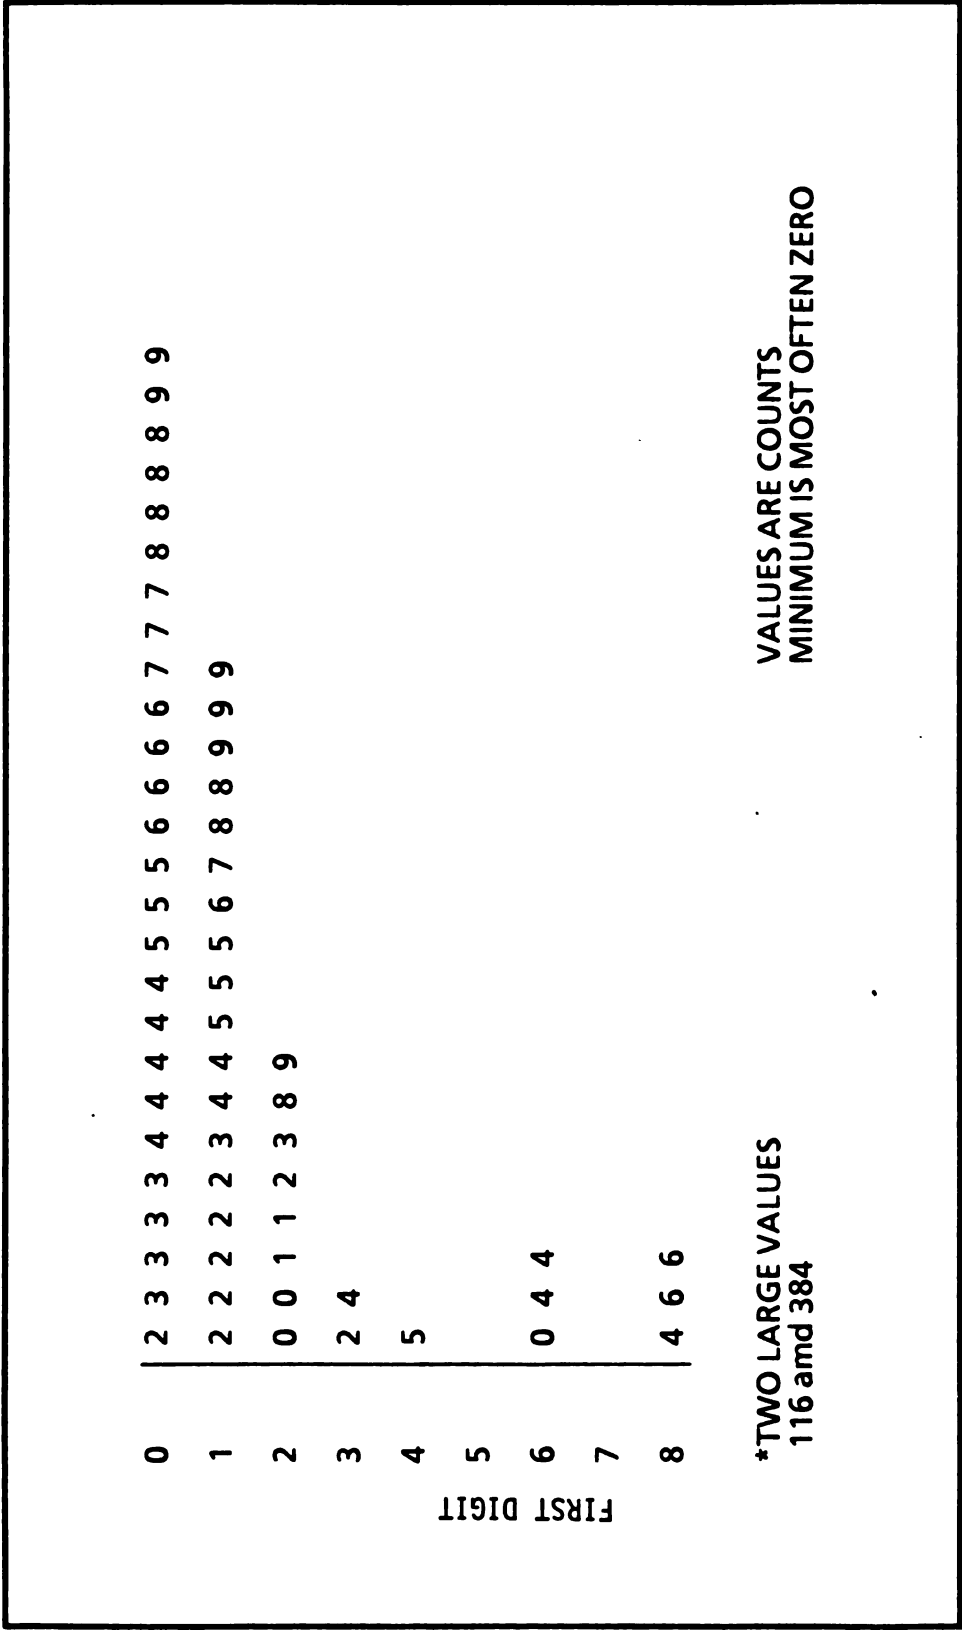 FIRST DIGIT
0 2 3 3 3 3 4 4 4 4 4 5 5 5 6 6 6 6 7 7 7 8 8 8 8 9 9
1 2 2 2 2 2 3 4 4 5 5 5 6 7 8 8 9 9 9
2 0 0 1 1 2 3 8 9
3 2 4
4 5
5
6 0 4 4
7
8 4 6 6
*TWO LARGE VALUES
116 amd 384
VALUES ARE COUNTS
MINIMUM IS MOST OFTEN ZERO